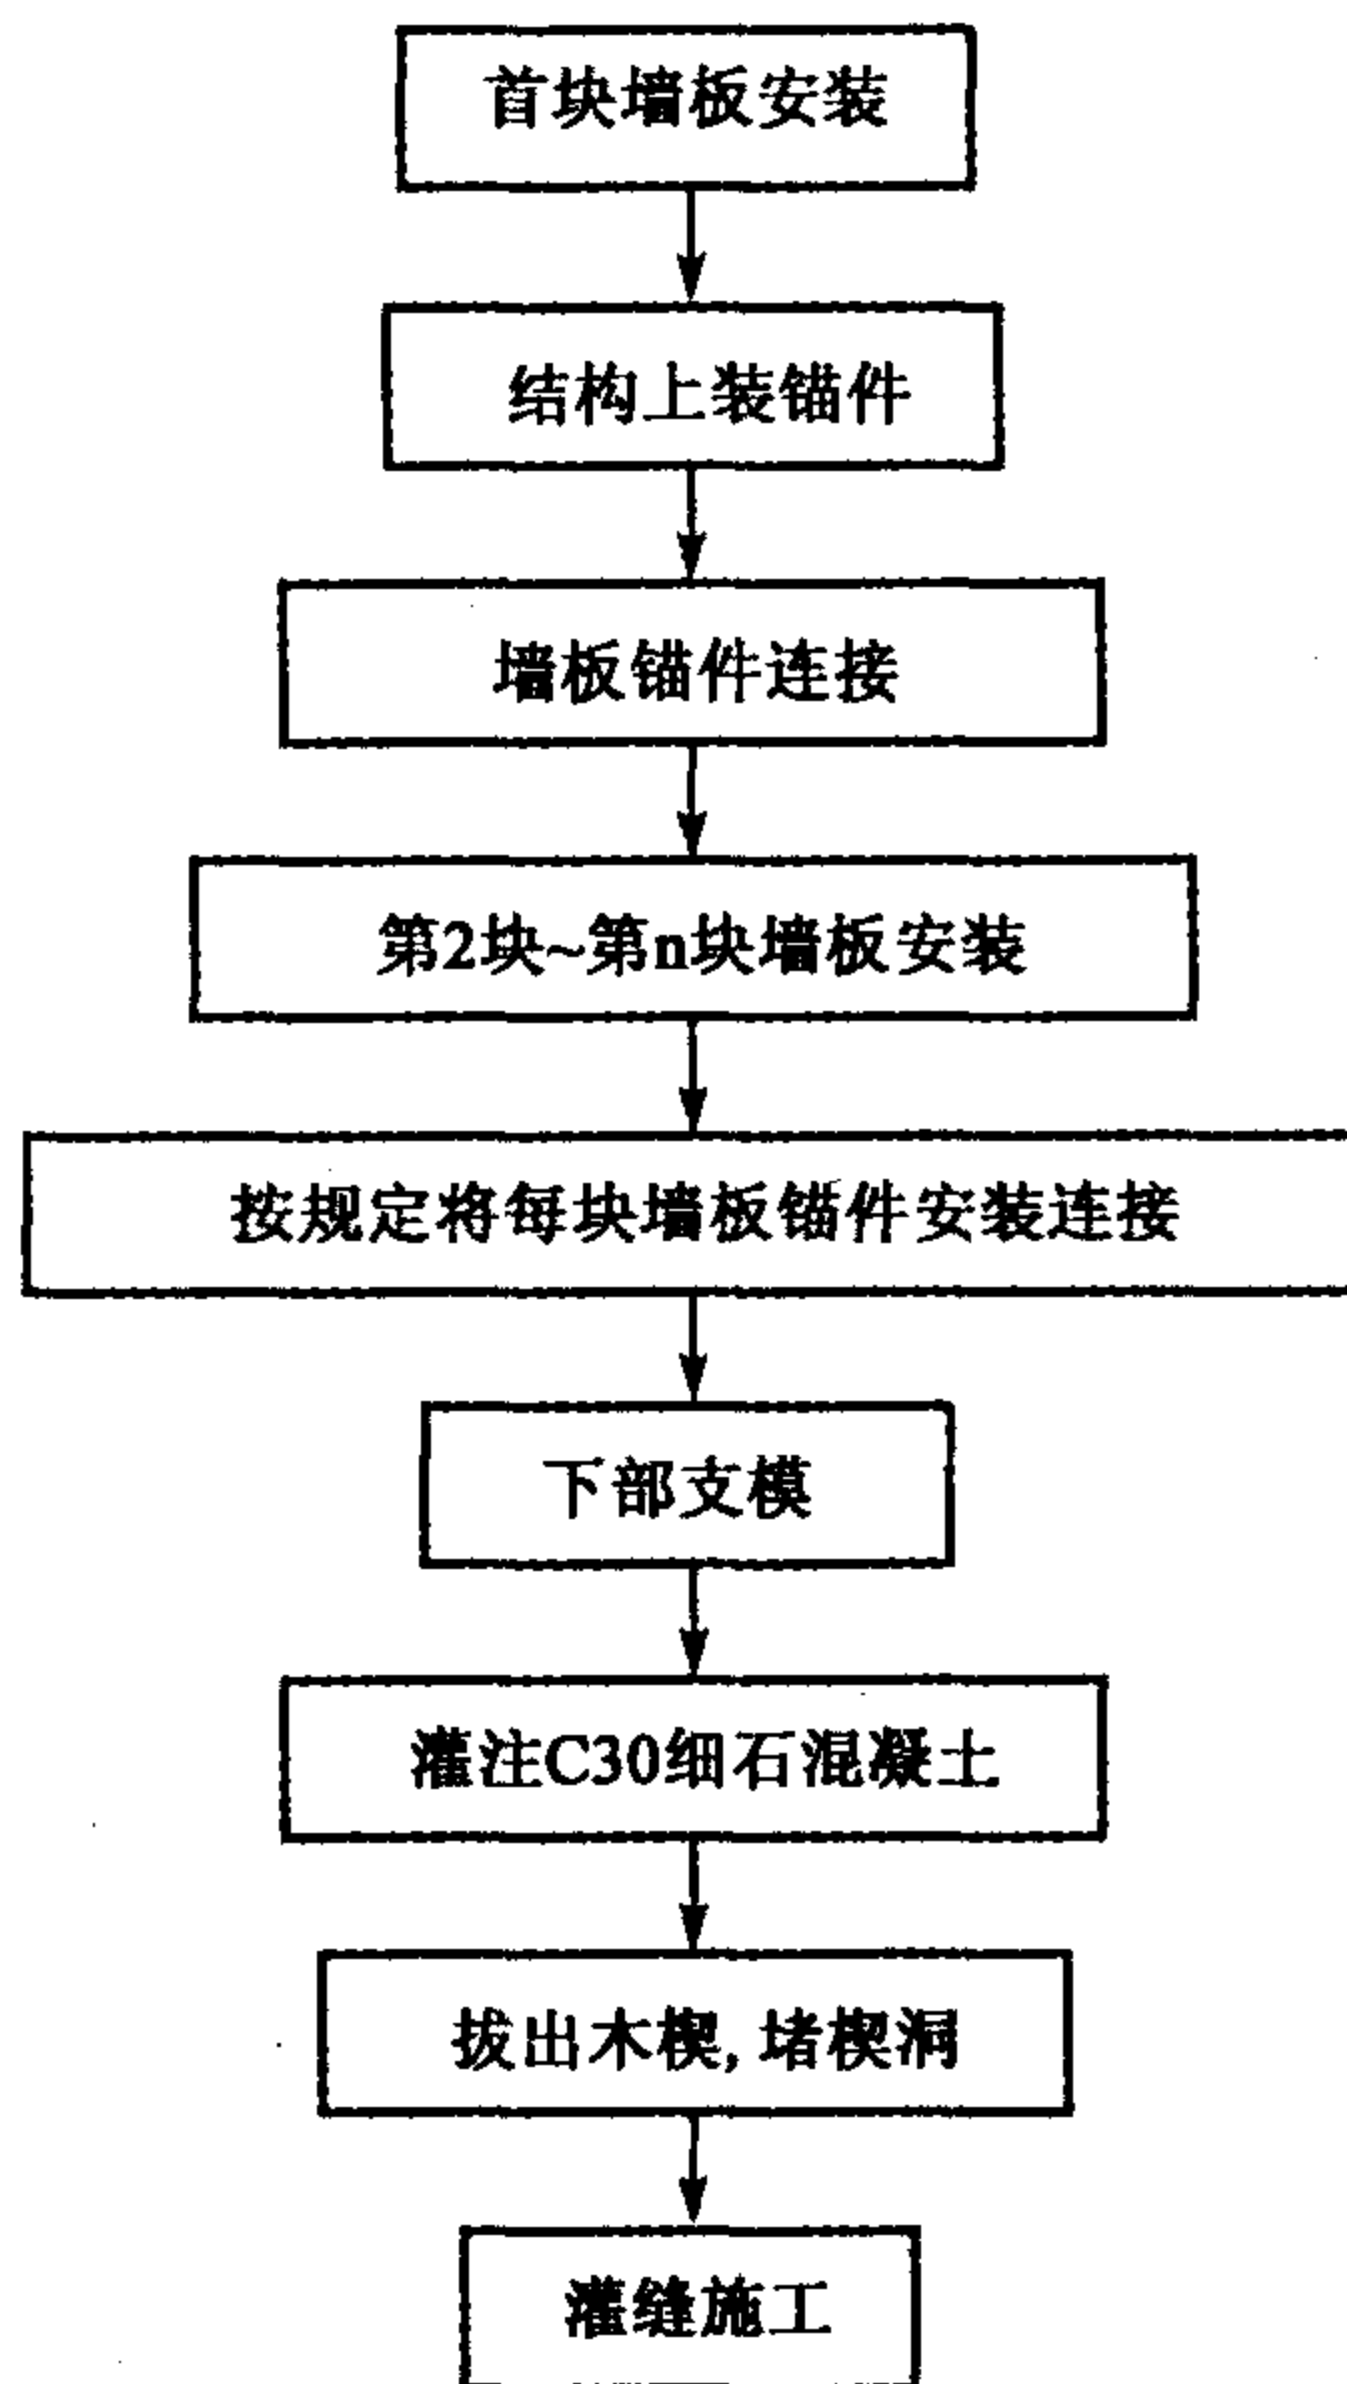 首块墙板安装
结构上装锚件
墙板锚件连接
第2块~第n块墙板安装
按规定将每块墙板锚件安装连接
下部支模
灌注C30细石混凝土
拔出木楔,堵楔洞
灌缝施工